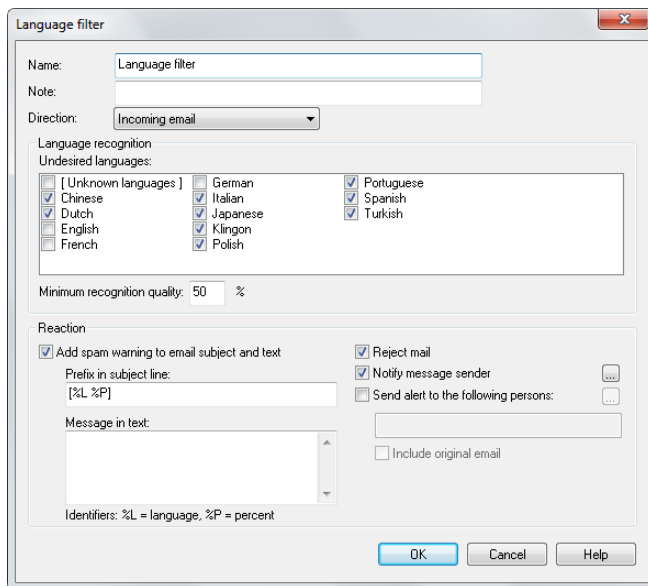 Language filter
Name: Language filter
Note:
Direction: Incoming email
Language recognition
Undesired languages:
[ Unknown languages ] German Portuguese
Chinese Italian Spanish
Dutch Japanese Turkish
English Klingon
French Polish
Minimum recognition quality: 50 %
Reaction
Add spam warning to email subject and text
Prefix in subject line:
[%L %P]
Message in text:
Identifiers: %L = language, %P = percent
Reject mail
Notify message sender ...
Send alert to the following persons: ...
Include original email
OK Cancel Help